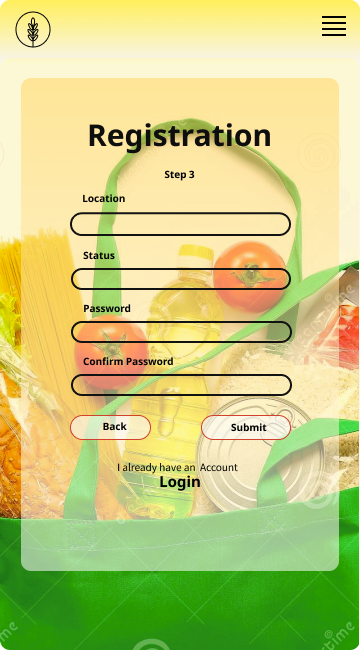 Registration
Step 3
Location
Status
Password
Confirm Password
Back
Submit
I already have an Account
Login